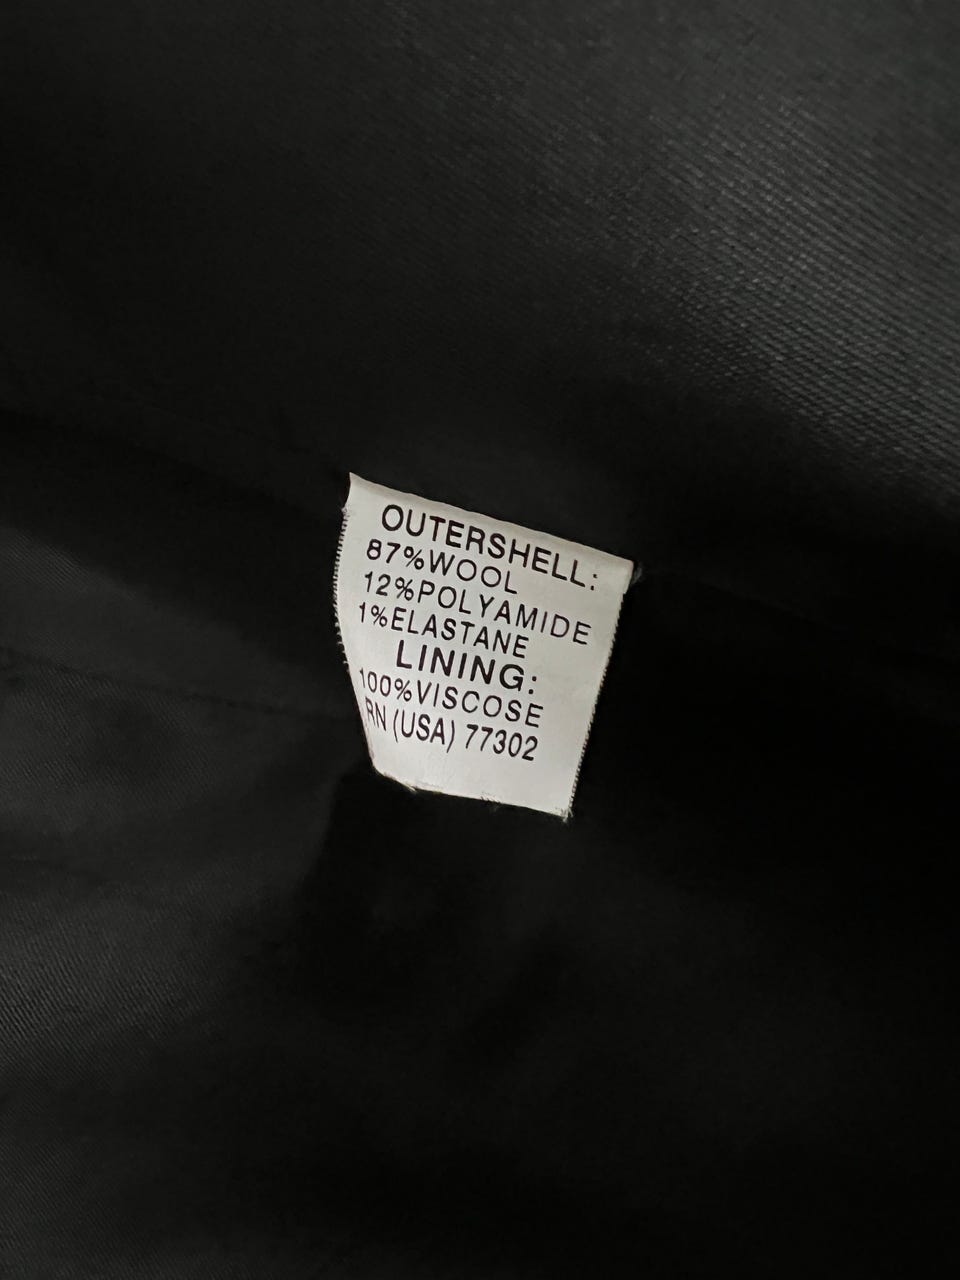 OUTERSHELL:
87%WOOL
12%POLYAMIDE
1%ELASTANE
LINING:
100%VISCOSE
RN (USA) 77302